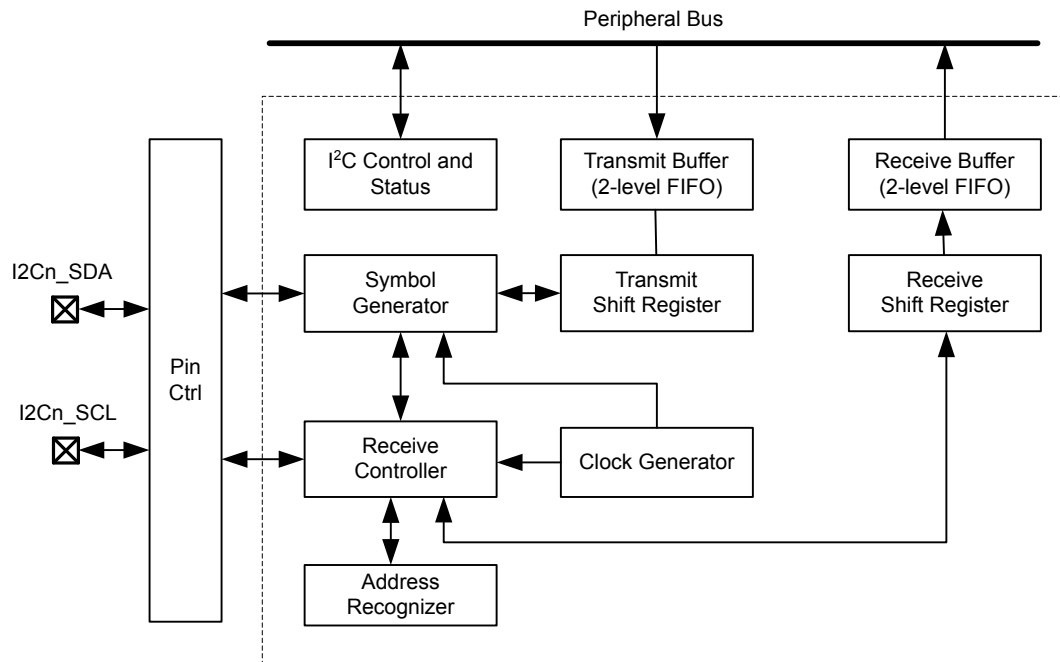 Peripheral Bus
I²C Control and
Status
Transmit Buffer
(2-level FIFO)
Receive Buffer
(2-level FIFO)
I2Cn_SDA
Symbol
Generator
Transmit
Shift Register
Receive
Shift Register
Pin
Ctrl
I2Cn_SCL
Receive
Controller
Clock Generator
Address
Recognizer